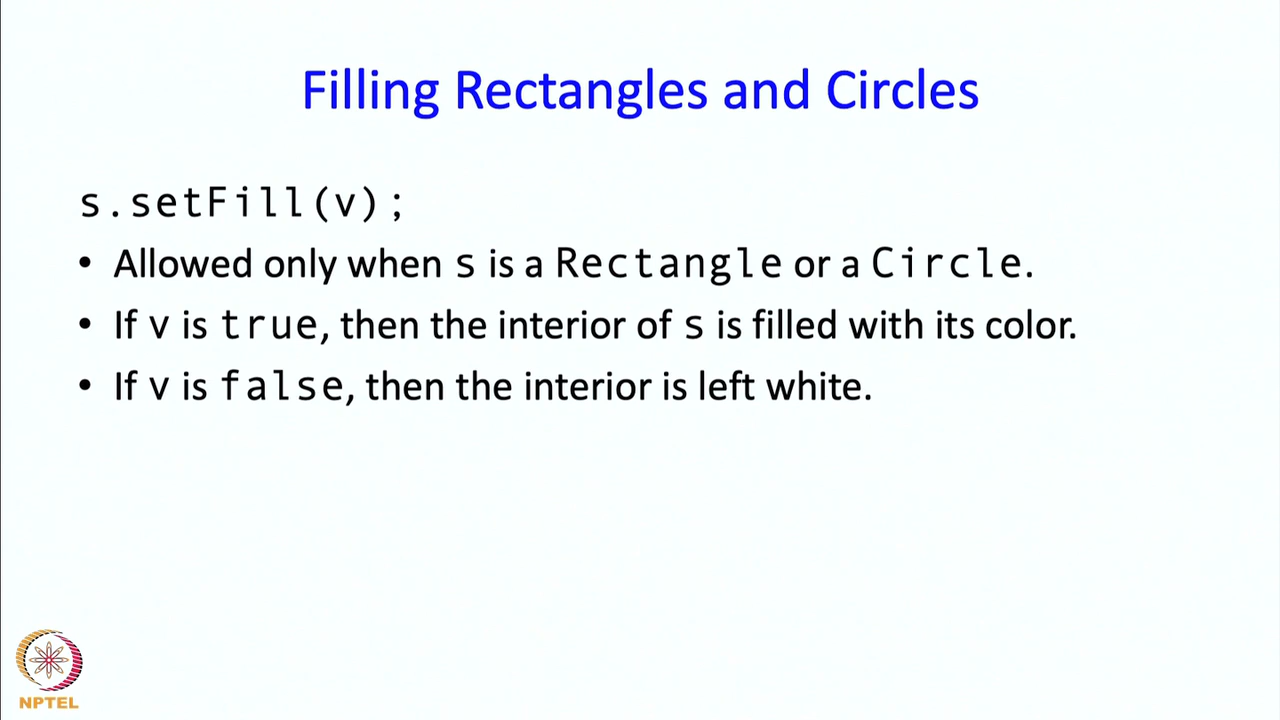 Filling Rectangles and Circles
s.setFill(v);
• Allowed only when s is a Rectangle or a Circle.
• If v is true, then the interior of s is filled with its color.
• If v is false, then the interior is left white.
NPTEL